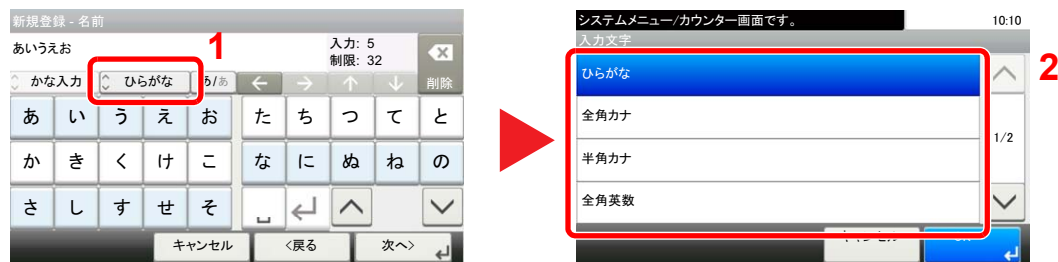 新規登録 - 名前
あいうえお
1
入力: 5
制限: 32
かな入力 ひらがな あ/あ ← → ↑ ↓ 削除
あ い う え お た ち つ て と
か き く け こ な に ぬ ね の
さ し す せ そ
キャンセル <戻る 次へ>
システムメニュー/カウンター画面です。 10:10
入力文字
2
ひらがな
全角カナ
1/2
半角カナ
全角英数